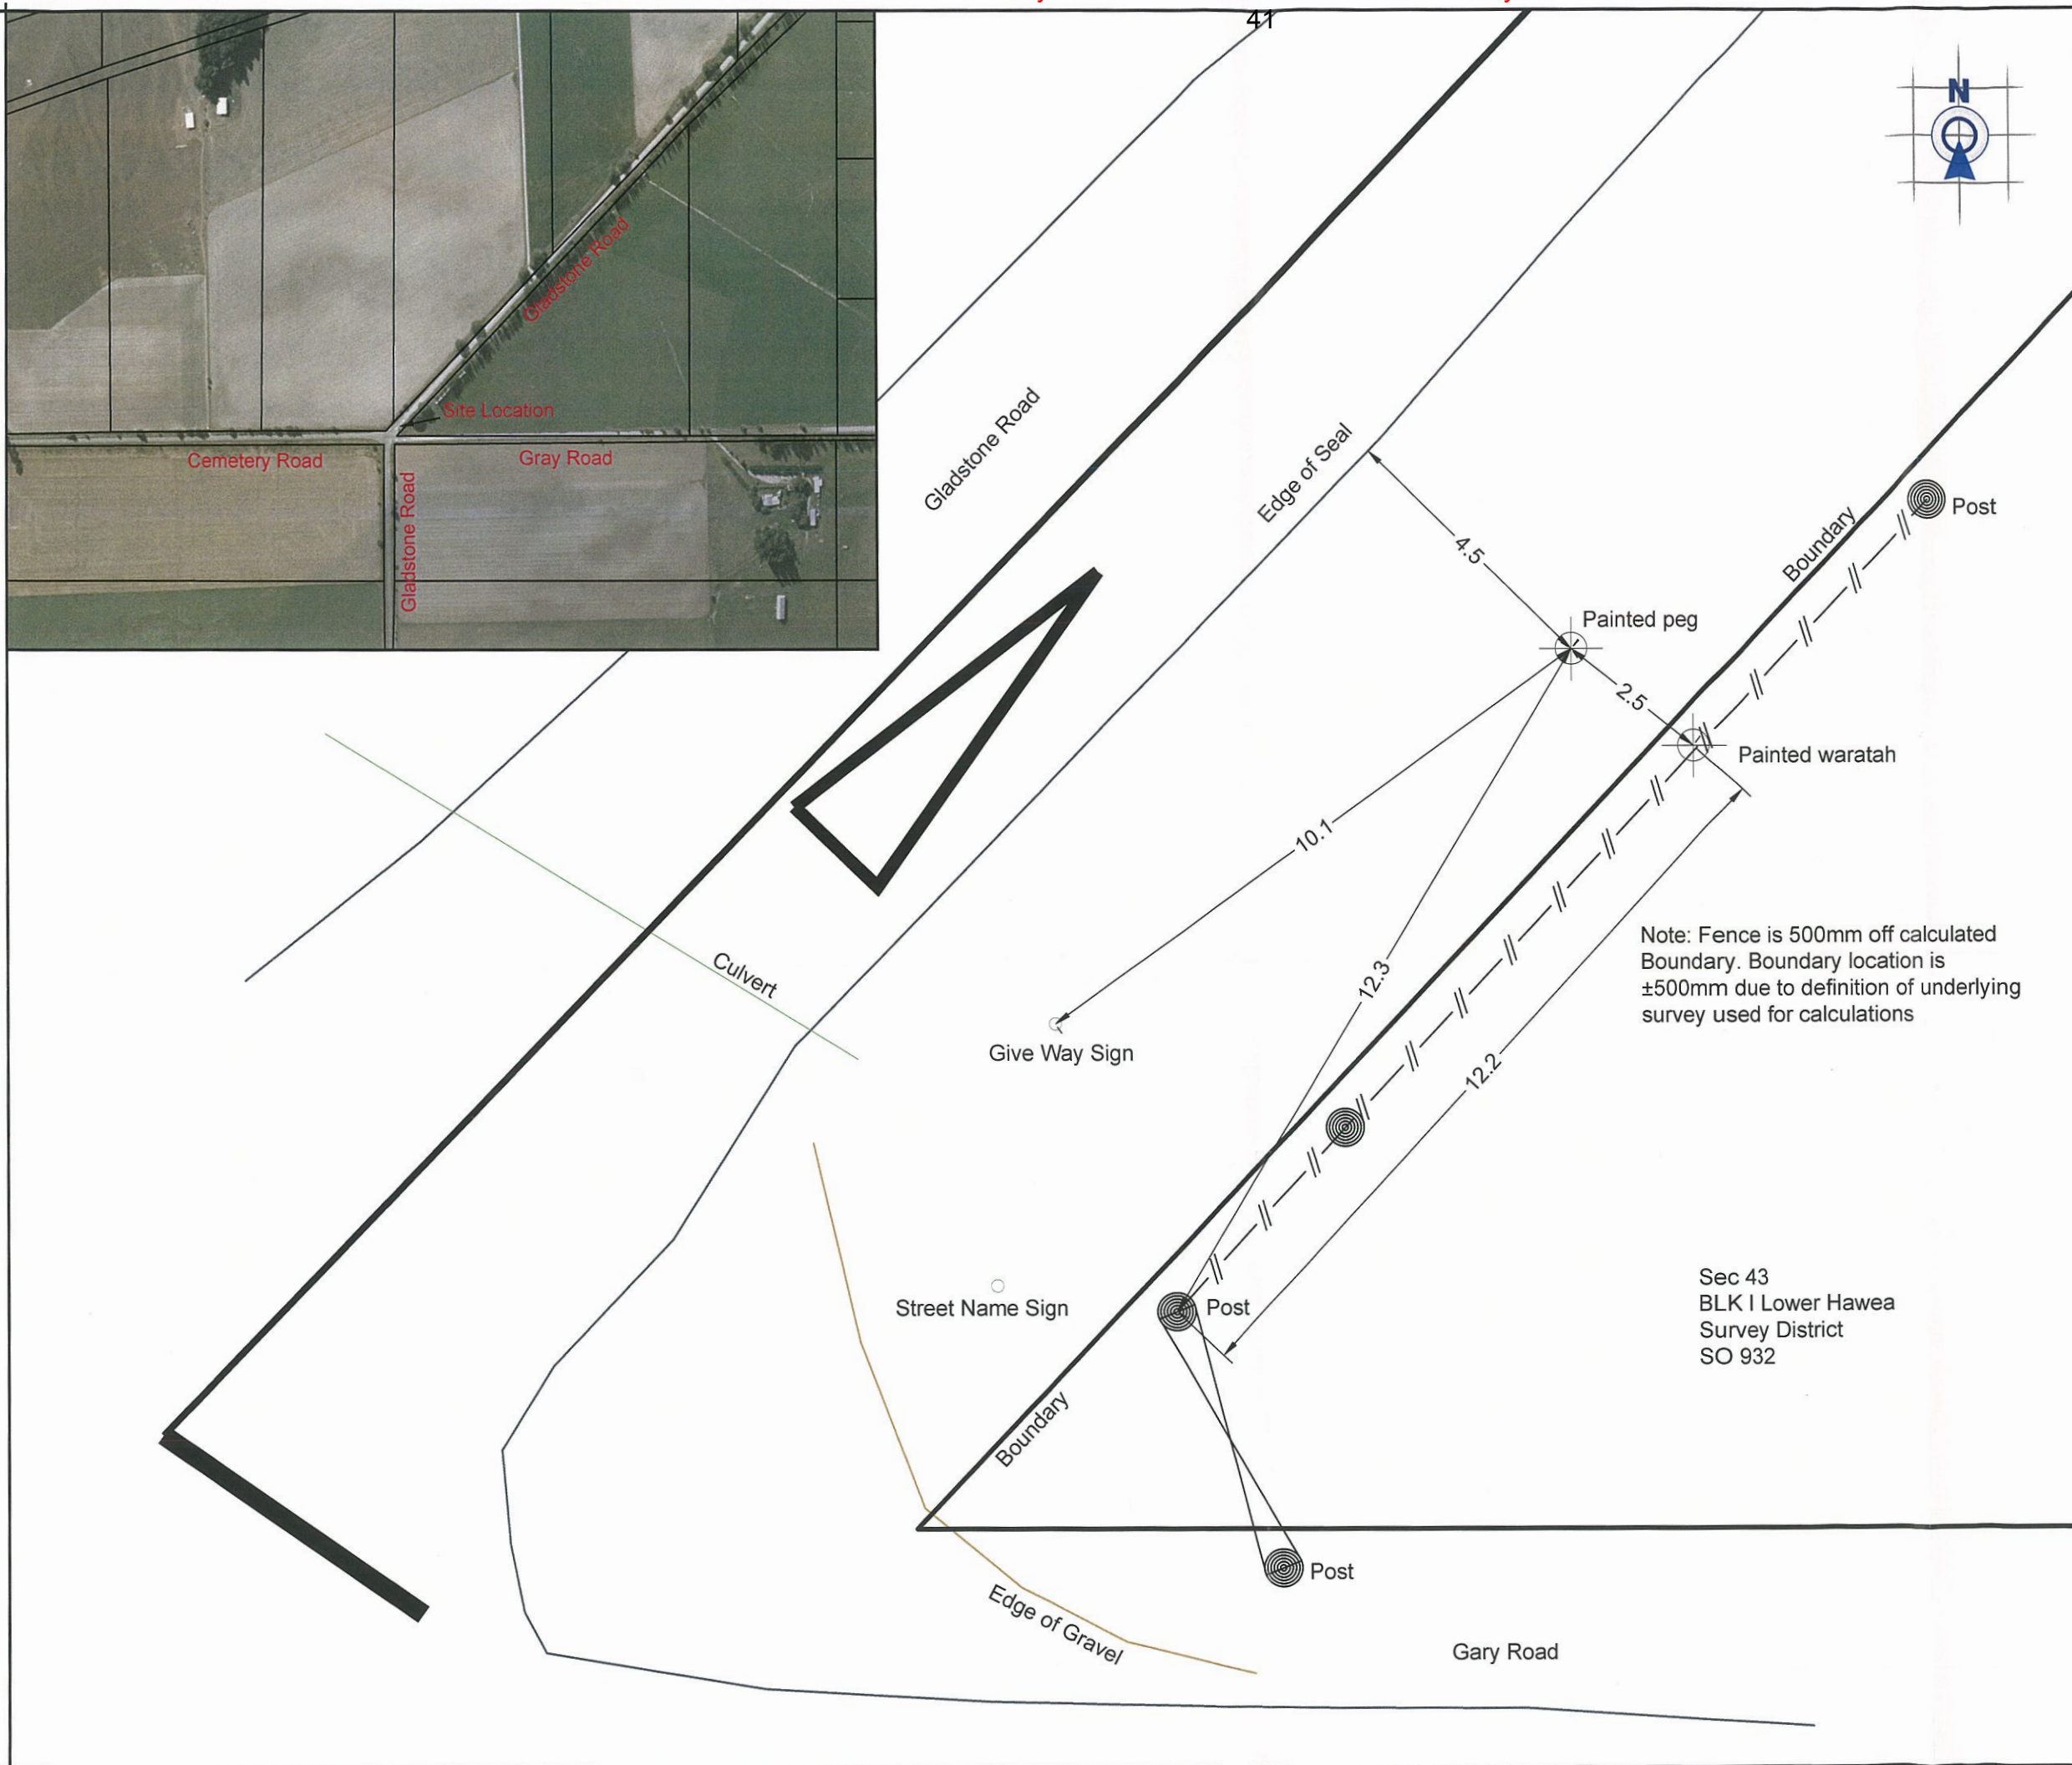 41
N
Gladstone Road
Site Location
Cemetery Road
Gray Road
Gladstone Road
Gladstone Road
Edge of Seal
Boundary
Post
4.5
Painted peg
2.5
Painted waratah
10.1
12.3
12.2
Culvert
Give Way Sign
Note: Fence is 500mm off calculated
Boundary. Boundary location is
±500mm due to definition of underlying
survey used for calculations
Street Name Sign
Post
Sec 43
BLK I Lower Hawea
Survey District
SO 932
Boundary
Post
Edge of Gravel
Gary Road